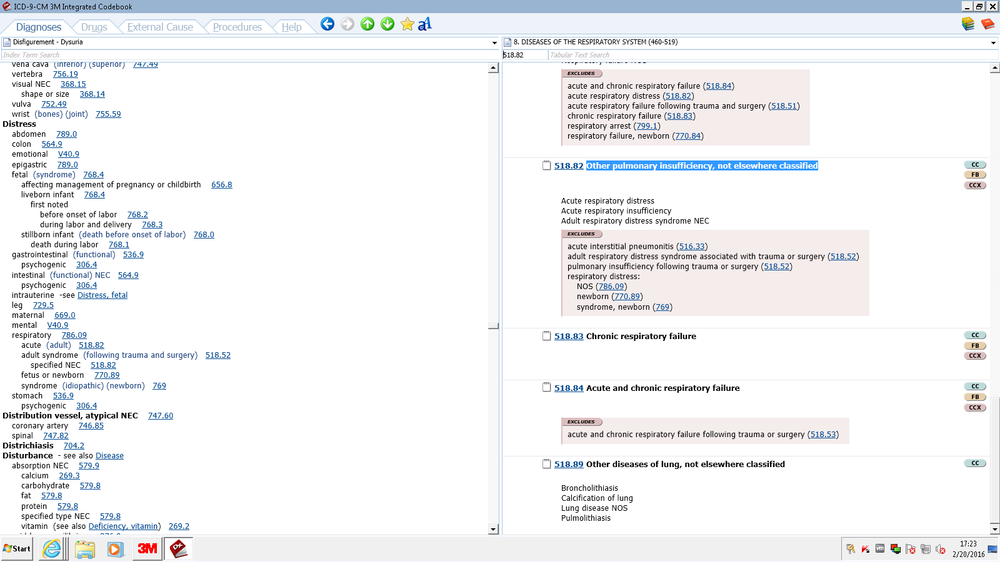 ICD-9-CM 3M Integrated Codebook
Diagnoses Drugs External Cause Procedures Help
Disfigurement - Dysuria
Index Term Search
vena cava (inferior) (superior) 747.49
vertebra 756.19
visual NEC 368.15
shape or size 368.14
vulva 752.49
wrist (bones) (joint) 755.59
Distress
abdomen 789.0
colon 564.9
emotional V40.9
epigastric 789.0
fetal (syndrome) 768.4
affecting management of pregnancy or childbirth 656.8
liveborn infant 768.4
first noted
before onset of labor 768.2
during labor and delivery 768.3
stillborn infant (death before onset of labor) 768.0
death during labor 768.1
gastrointestinal (functional) 536.9
psychogenic 306.4
intestinal (functional) NEC 564.9
psychogenic 306.4
intrauterine -see Distress, fetal
leg 729.5
maternal 669.0
mental V40.9
respiratory 786.09
acute (adult) 518.82
adult syndrome (following trauma and surgery) 518.52
specified NEC 518.82
fetus or newborn 770.89
syndrome (idiopathic) (newborn) 769
stomach 536.9
psychogenic 306.4
Distribution vessel, atypical NEC 747.60
coronary artery 746.85
spinal 747.82
Districhiasis 704.2
Disturbance - see also Disease
absorption NEC 579.9
calcium 269.3
carbohydrate 579.8
fat 579.8
protein 579.8
specified type NEC 579.8
vitamin (see also Deficiency, vitamin) 269.2
8. DISEASES OF THE RESPIRATORY SYSTEM (460-519)
518.82 Tabular Text Search
EXCLUDES
acute and chronic respiratory failure (518.84)
acute respiratory distress (518.82)
acute respiratory failure following trauma and surgery (518.51)
chronic respiratory failure (518.83)
respiratory arrest (799.1)
respiratory failure, newborn (770.84)
518.82 Other pulmonary insufficiency, not elsewhere classified CC
FB
CCX
Acute respiratory distress
Acute respiratory insufficiency
Adult respiratory distress syndrome NEC
EXCLUDES
acute interstitial pneumonitis (516.33)
adult respiratory distress syndrome associated with trauma or surgery (518.52)
pulmonary insufficiency following trauma or surgery (518.52)
respiratory distress:
NOS (786.09)
newborn (770.89)
syndrome, newborn (769)
518.83 Chronic respiratory failure CC
FB
CCX
518.84 Acute and chronic respiratory failure CC
FB
CCX
EXCLUDES
acute and chronic respiratory failure following trauma or surgery (518.53)
518.89 Other diseases of lung, not elsewhere classified CC
Broncholithiasis
Calcification of lung
Lung disease NOS
Pulmolithiasis
Start 3M Dx 17:23
2/20/2016